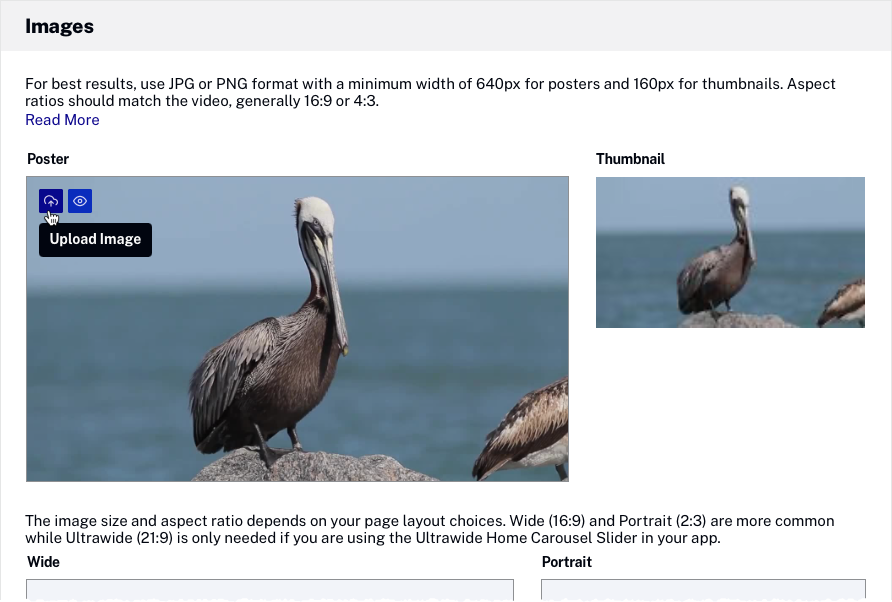 Images
For best results, use JPG or PNG format with a minimum width of 640px for posters and 160px for thumbnails. Aspect
ratios should match the video, generally 16:9 or 4:3.
Read More
Poster
Thumbnail
Upload Image
The image size and aspect ratio depends on your page layout choices. Wide (16:9) and Portrait (2:3) are more common
while Ultrawide (21:9) is only needed if you are using the Ultrawide Home Carousel Slider in your app.
Wide
Portrait